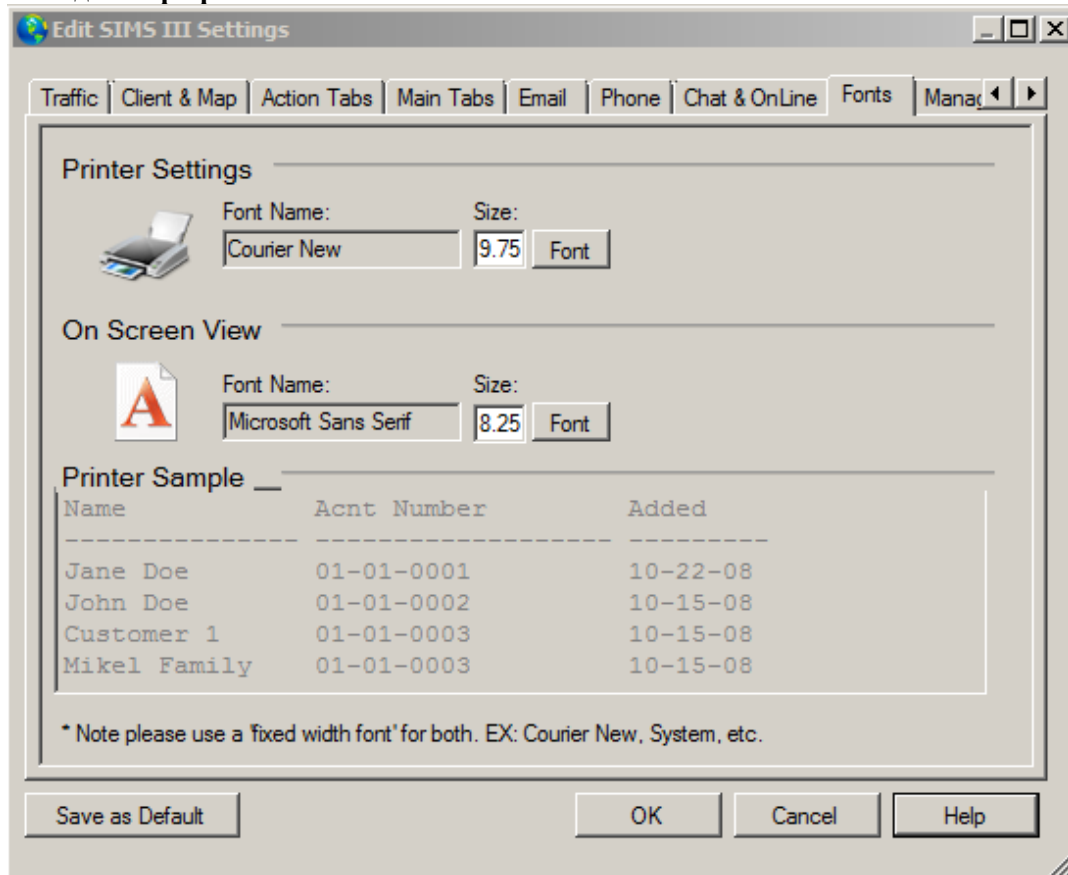 Edit SIMS III Settings
Traffic Client & Map Action Tabs Main Tabs Email Phone Chat & OnLine Fonts
Printer Settings
Font Name: Size:
Courier New 9.75 Font
On Screen View
Font Name: Size:
Microsoft Sans Serif 8.25 Font
Printer Sample __
Name Acnt Number Added
--------------- ------------------- ---------
Jane Doe 01-01-0001 10-22-08
John Doe 01-01-0002 10-15-08
Customer 1 01-01-0003 10-15-08
Mikel Family 01-01-0003 10-15-08
* Note please use a 'fixed width font' for both. EX: Courier New, System, etc.
Save as Default OK Cancel Help